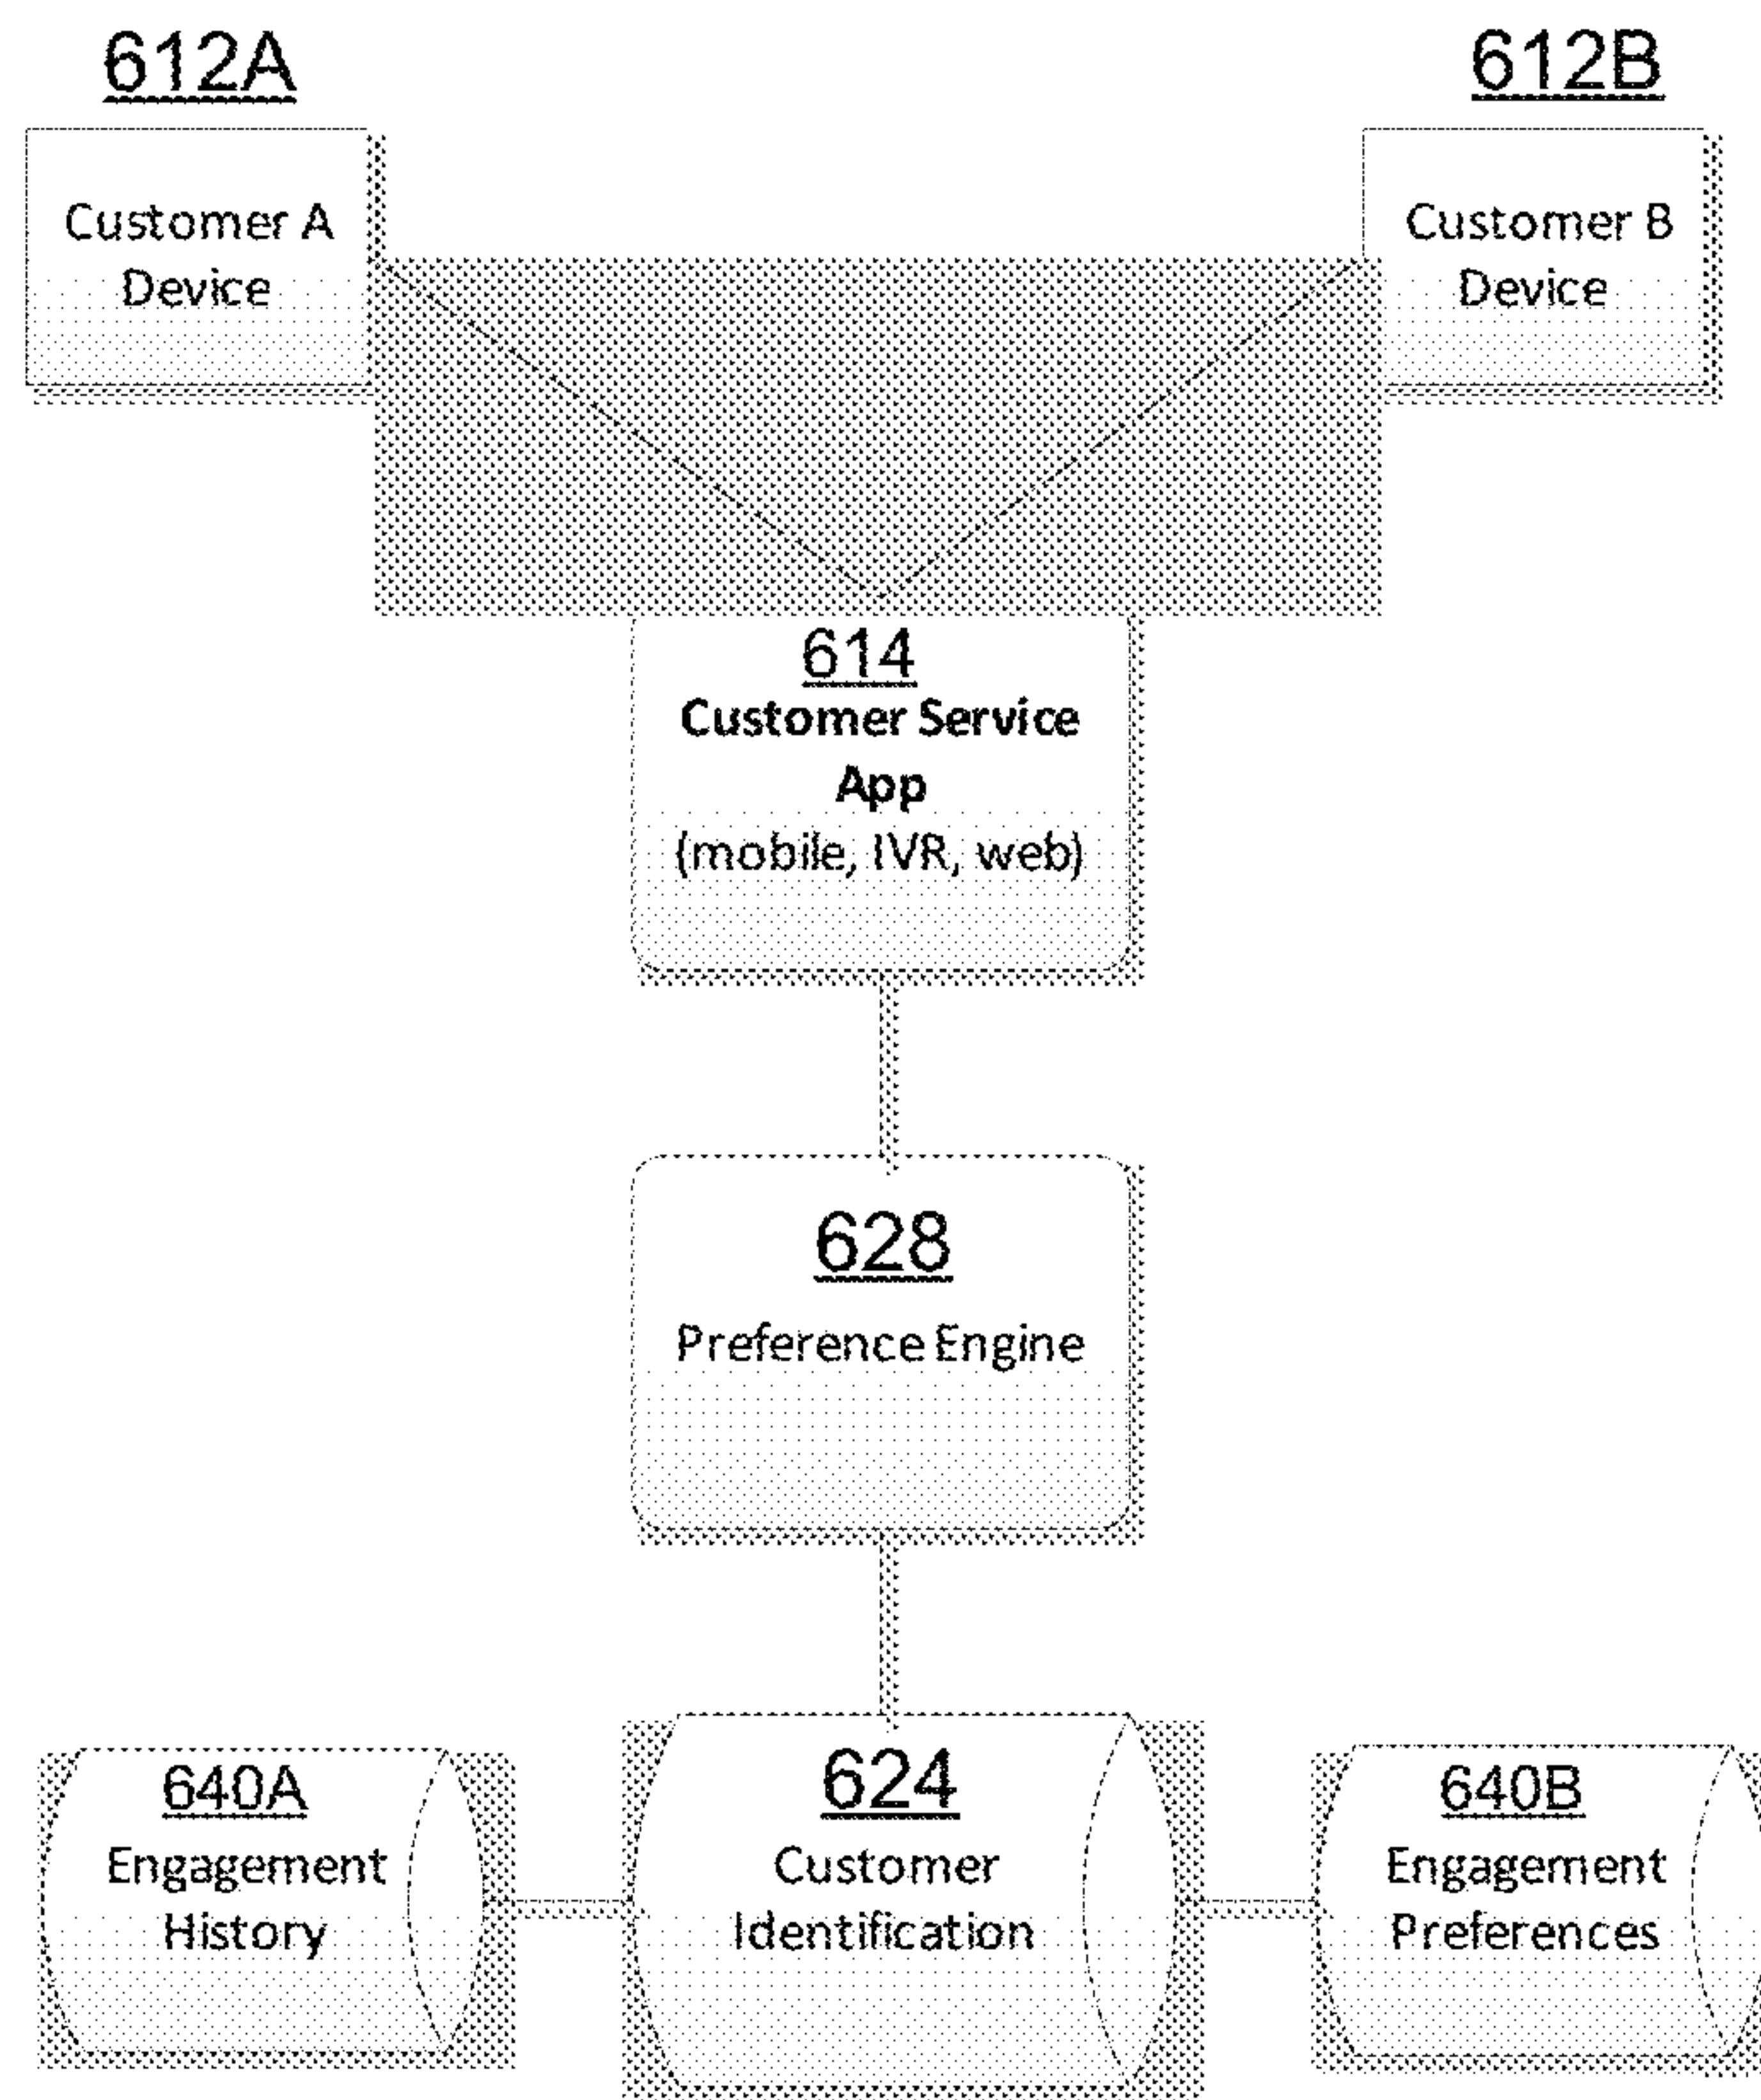 612A
612B
Customer A
Device
Customer B
Device
614
Customer Service
App
(mobile, IVR, web)
628
Preference Engine
640A
Engagement
History
624
Customer
Identification
640B
Engagement
Preferences